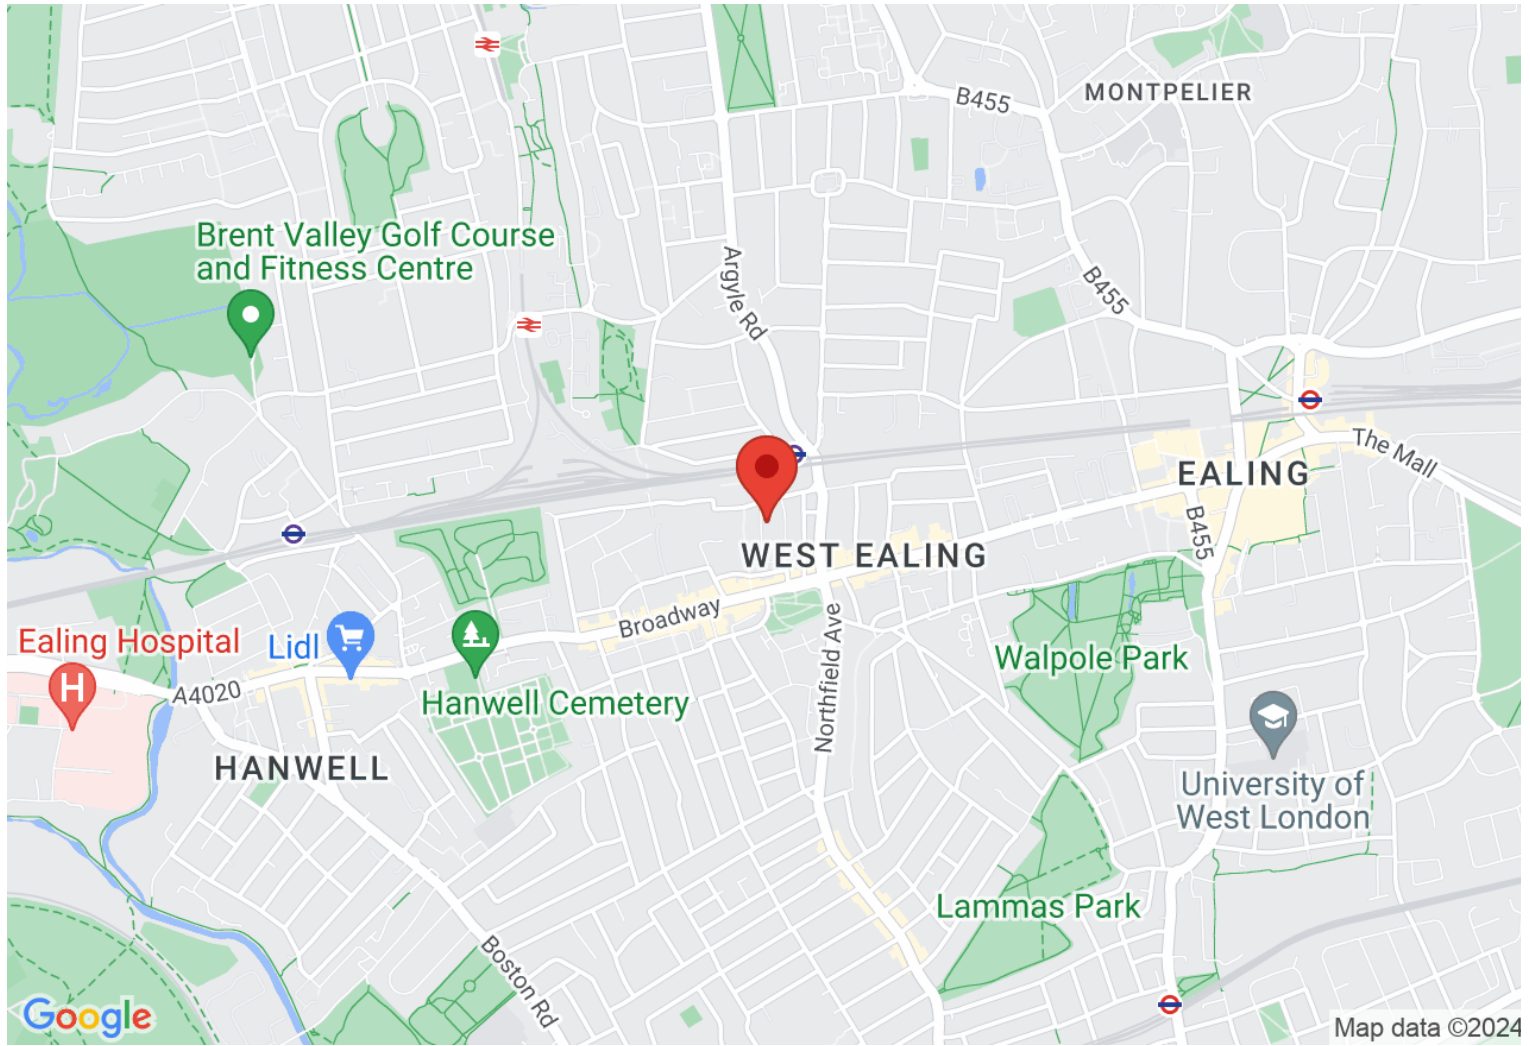 MONTPELIER
B455
Brent Valley Golf Course
and Fitness Centre
Argyle Rd
B455
The Mall
EALING
B455
WEST EALING
Broadway
Northfield Ave
Ealing Hospital
H
Lidl
A4020
Walpole Park
Hanwell Cemetery
HANWELL
University of
West London
Lammas Park
Boston Rd
Google
Map data ©2024